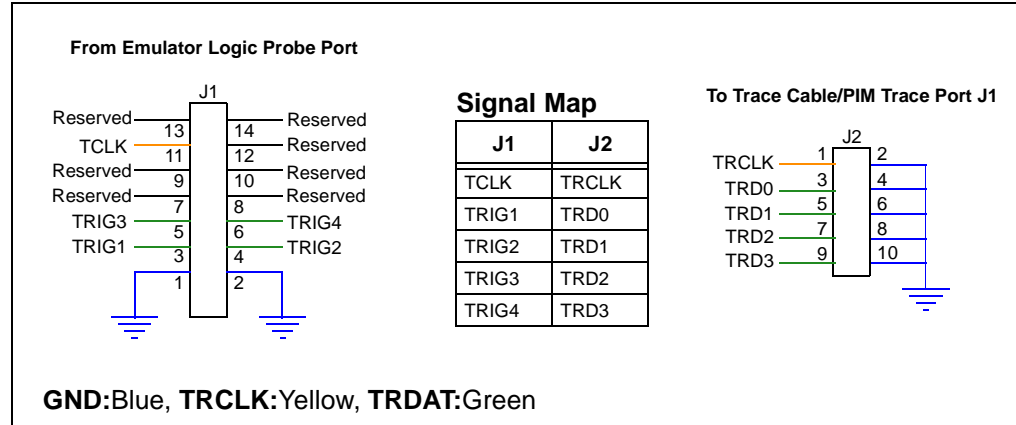 From Emulator Logic Probe Port
J1
Reserved 13 14 Reserved
TCLK 11 12 Reserved
Reserved 9 10 Reserved
Reserved 7 8 Reserved
TRIG3 5 6 TRIG4
TRIG1 3 4 TRIG2
1 2
Signal Map
J1 J2
TCLK TRCLK
TRIG1 TRD0
TRIG2 TRD1
TRIG3 TRD2
TRIG4 TRD3
To Trace Cable/PIM Trace Port J1
J2
TRCLK 1 2
TRD0 3 4
TRD1 5 6
TRD2 7 8
TRD3 9 10
GND:Blue, TRCLK:Yellow, TRDAT:Green